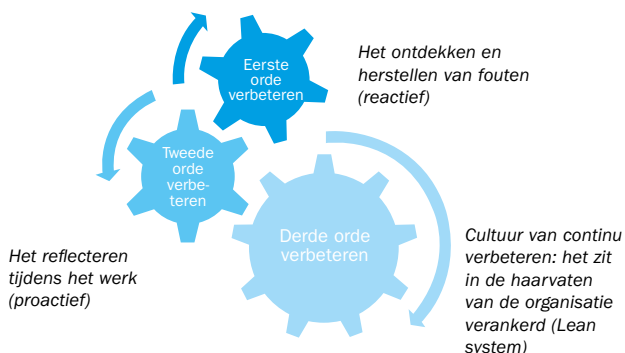 Eerste
orde
verbeteren
Het ontdekken en
herstellen van fouten
(reactief)
Tweede
orde
verbe-
teren
Het reflecteren
tijdens het werk
(proactief)
Derde orde
verbeteren
Cultuur van continu
verbeteren: het zit
in de haarvaten
van de organisatie
verankerd (Lean
system)